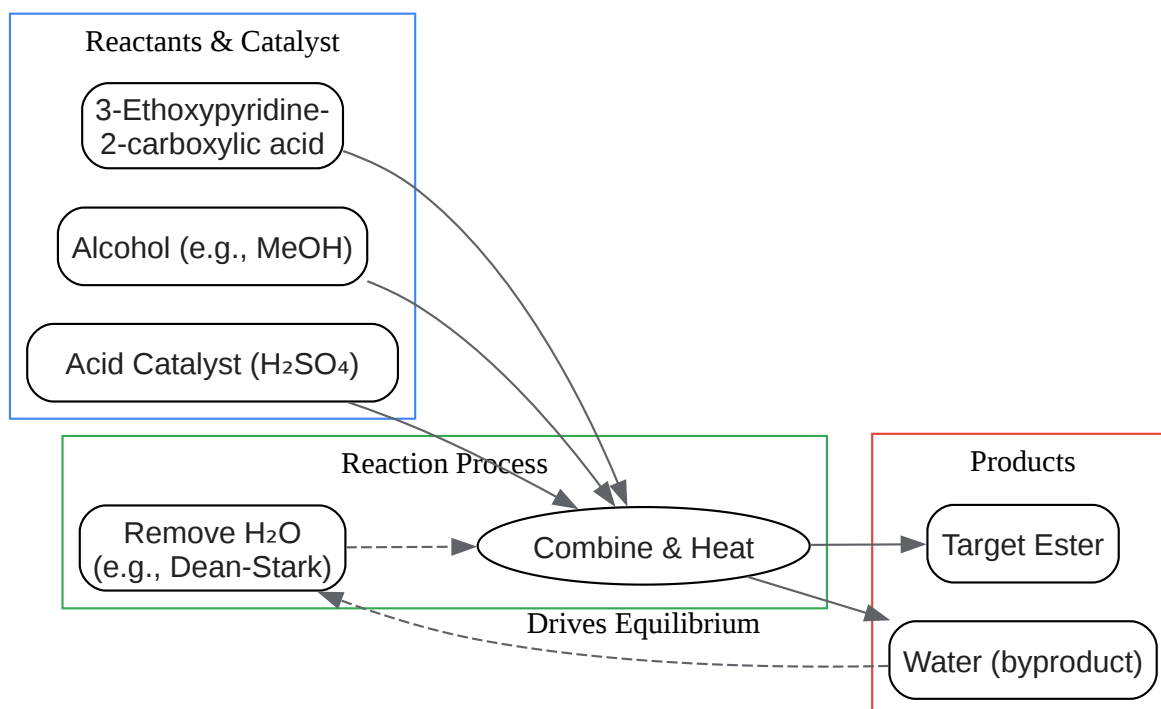 Reactants & Catalyst
3-Ethoxypyridine-
2-carboxylic acid
Alcohol (e.g., MeOH)
Acid Catalyst (H₂SO₄)
Reaction Process
Remove H₂O
(e.g., Dean-Stark)
Combine & Heat
Drives Equilibrium
Products
Target Ester
Water (byproduct)